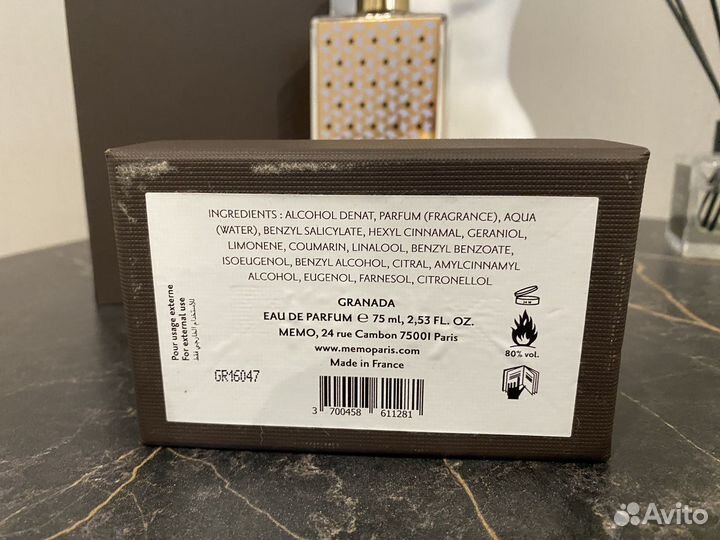 INGREDIENTS : ALCOHOL DENAT, PARFUM (FRAGRANCE), AQUA
(WATER), BENZYL SALICYLATE, HEXYL CINNAMAL, GERANIOL,
LIMONENE, COUMARIN, LINALOOL, BENZYL BENZOATE,
ISOEUGENOL, BENZYL ALCOHOL, CITRAL, AMYLCINNAMYL
ALCOHOL, EUGENOL, FARNESOL, CITRONELLOL
GRANADA
EAU DE PARFUM ℮ 75 ml, 2,53 FL. OZ.
MEMO, 24 rue Cambon 75001 Paris
www.memoparis.com
Made in France
Pour usage externe
For external use
للاستخدام الخارجي فقط
GR16047
3 700458 611281
80% vol.
Avito